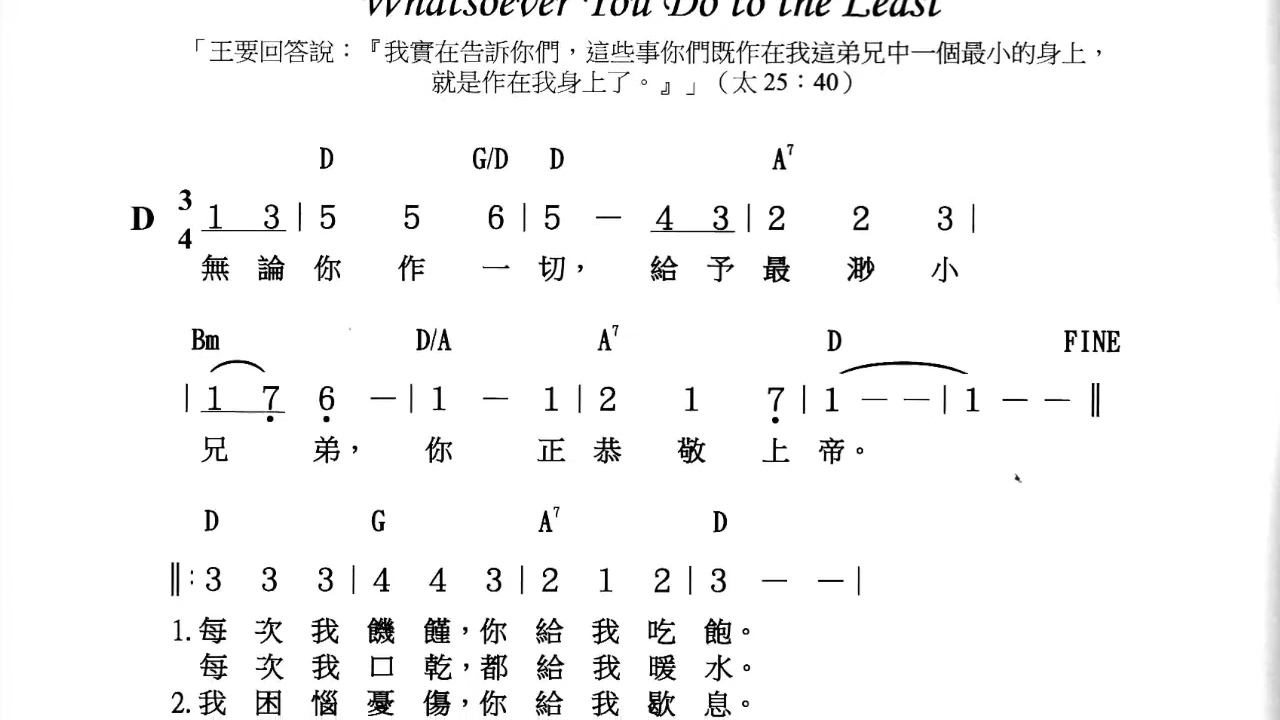 Whatsoever You Do to the Least
「王要回答說：『我實在告訴你們，這些事你們既作在我這弟兄中一個最小的身上，
就是作在我身上了。』」（太 25：40）
D G/D D A7
D 3/4 1 3 | 5 5 6 | 5 － 4 3 | 2 2 3 |
無 論 你 作 一 切， 給 予 最 渺 小
Bm D/A A7 D FINE
| 1 7 6 － | 1 － 1 | 2 1 7 | 1 － － | 1 － － ‖
兄 弟， 你 正 恭 敬 上 帝。
D G A7 D
‖: 3 3 3 | 4 4 3 | 2 1 2 | 3 － － |
1. 每 次 我 饑 饉，你 給 我 吃 飽。
每 次 我 口 乾，都 給 我 暖 水。
2. 我 困 惱 憂 傷，你 給 我 歇 息。